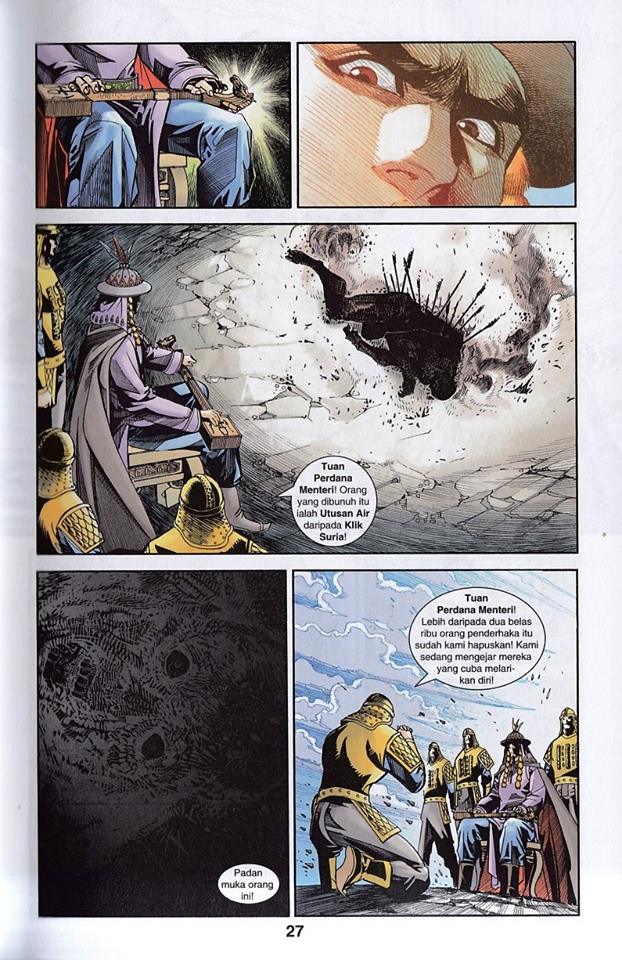 Tuan
Perdana
Menteri! Orang
yang dibunuh itu
ialah Utusan Air
daripada Klik
Suria!
Padan
muka orang
ini!
Tuan
Perdana Menteri!
Lebih daripada dua belas
ribu orang penderhaka itu
sudah kami hapuskan! Kami
sedang mengejar mereka
yang cuba melari-
kan diri!
27